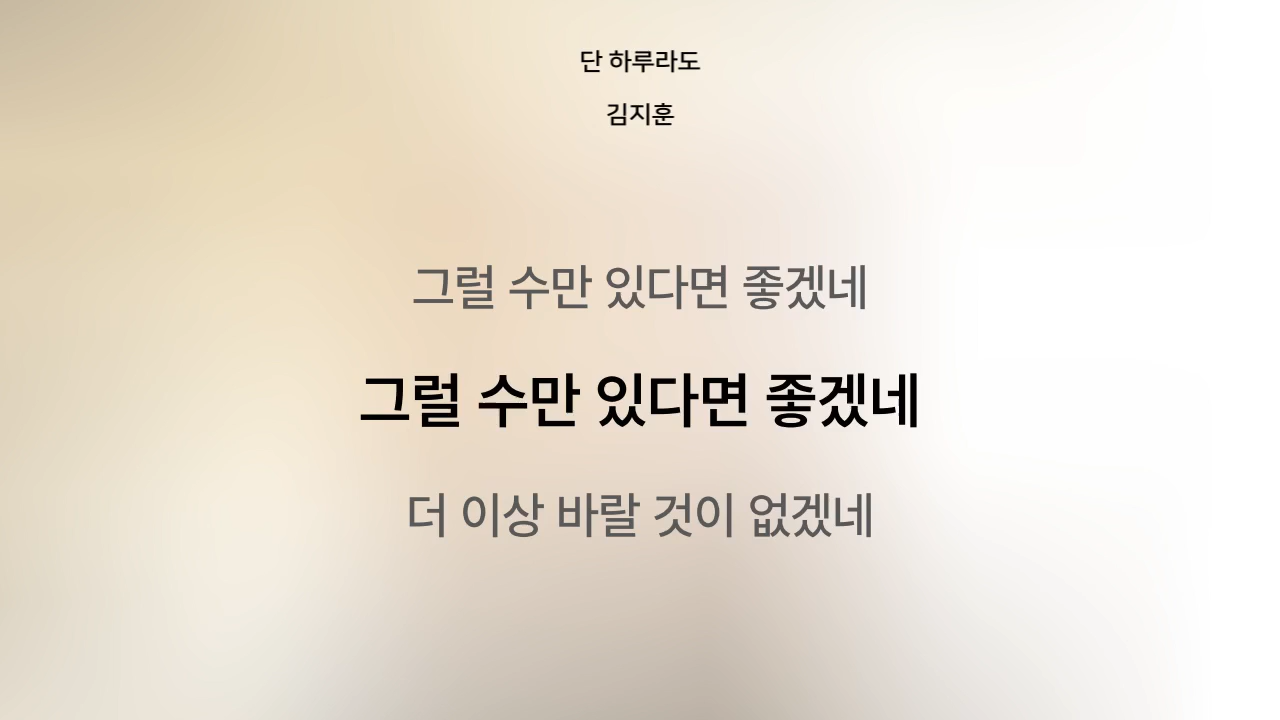 단 하루라도
김지훈
그럴 수만 있다면 좋겠네
그럴 수만 있다면 좋겠네
더 이상 바랄 것이 없겠네